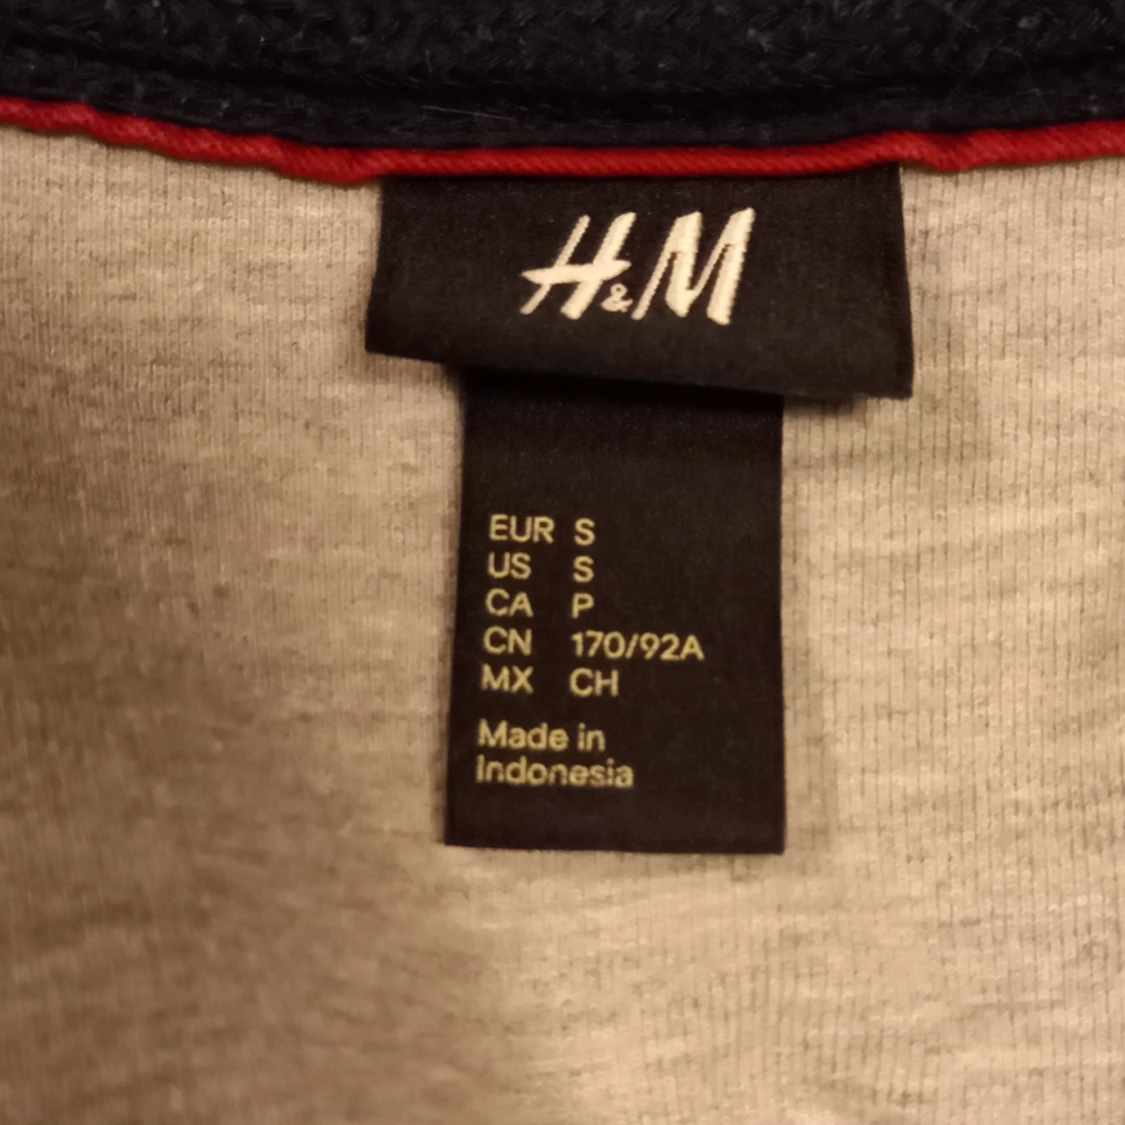 H&M
EUR S
US S
CA P
CN 170/92A
MX CH
Made in
Indonesia